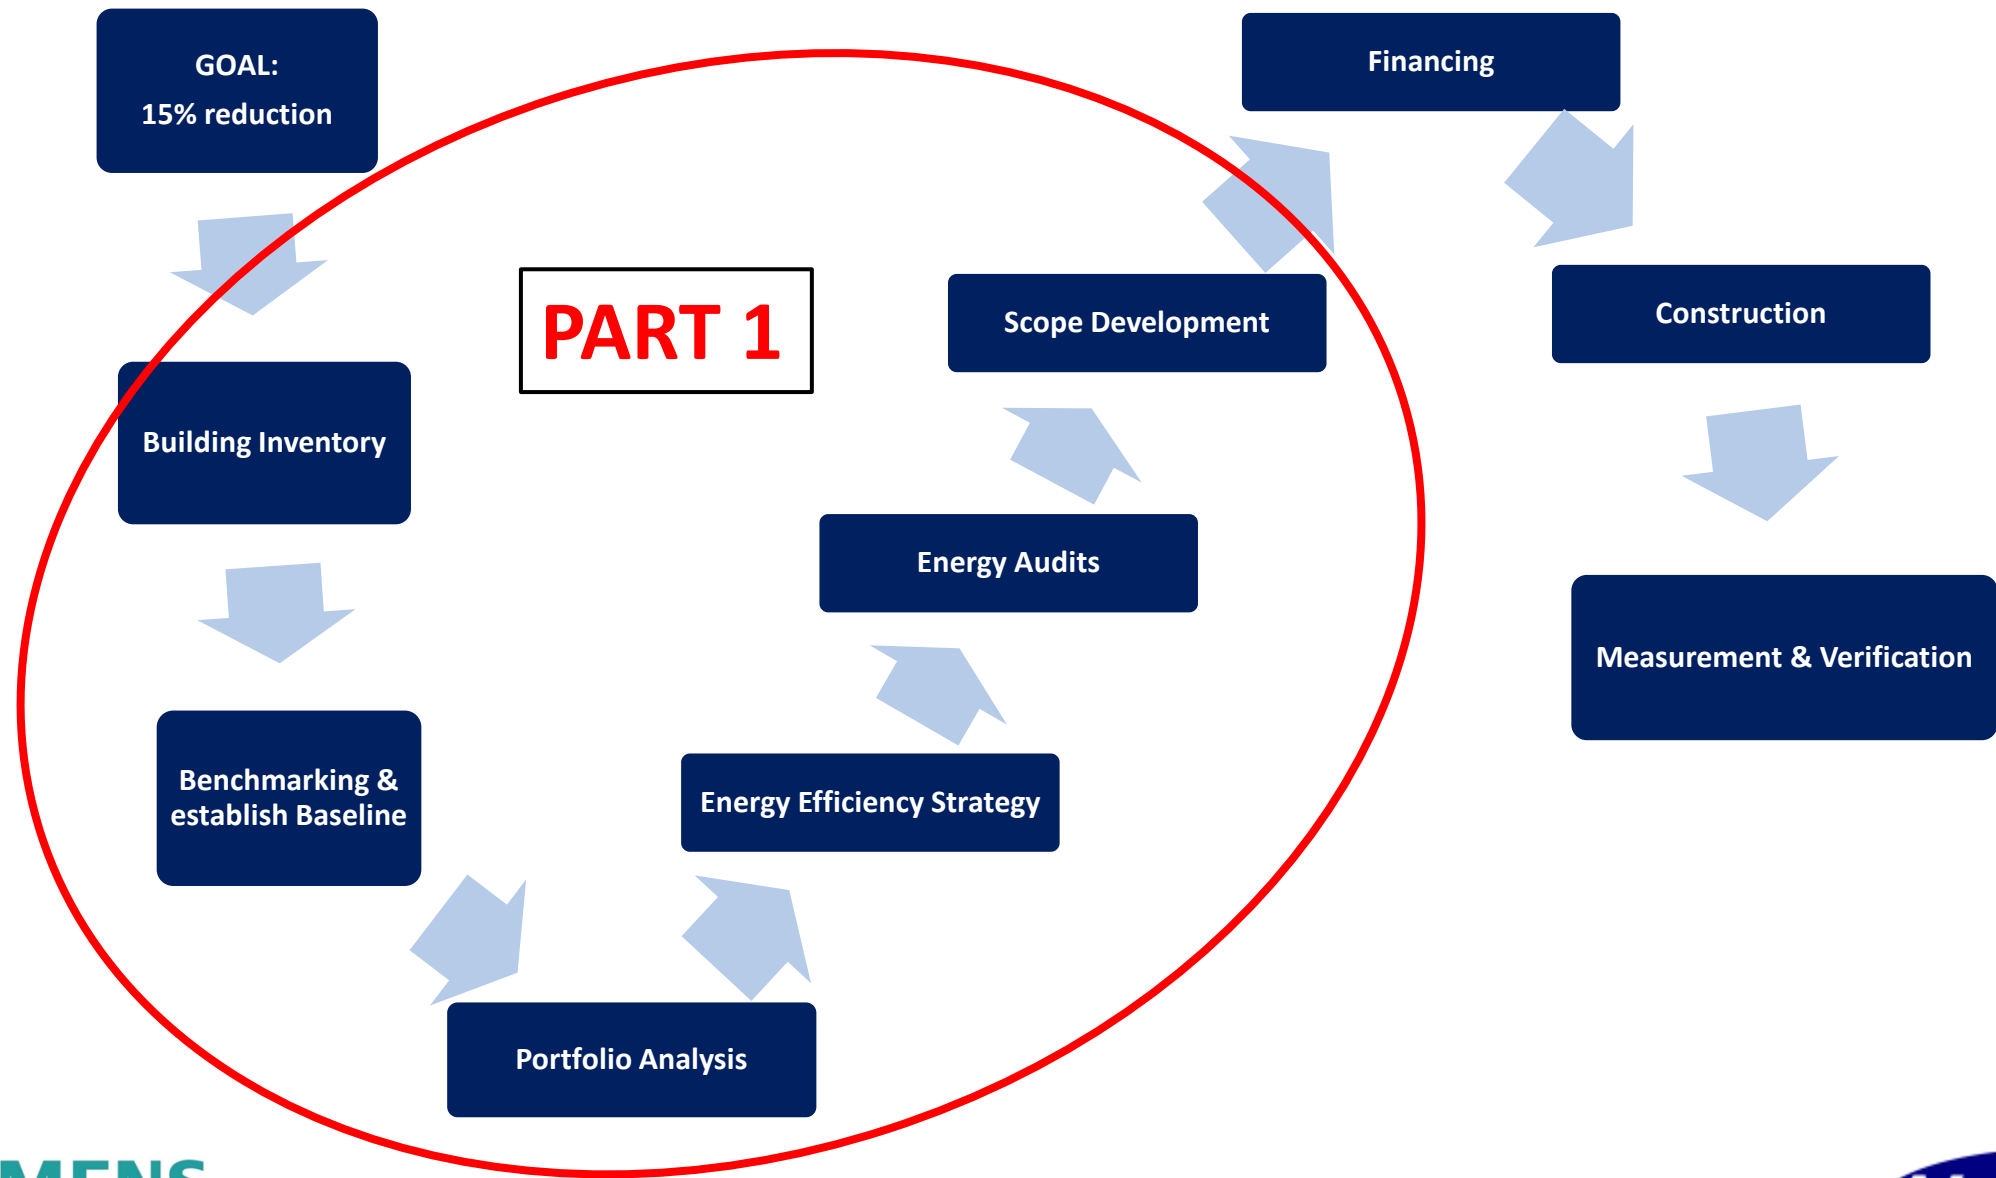 GOAL:
15% reduction
Building Inventory
Benchmarking &
establish Baseline
Portfolio Analysis
Energy Efficiency Strategy
Energy Audits
Scope Development
Financing
Construction
Measurement & Verification
PART 1